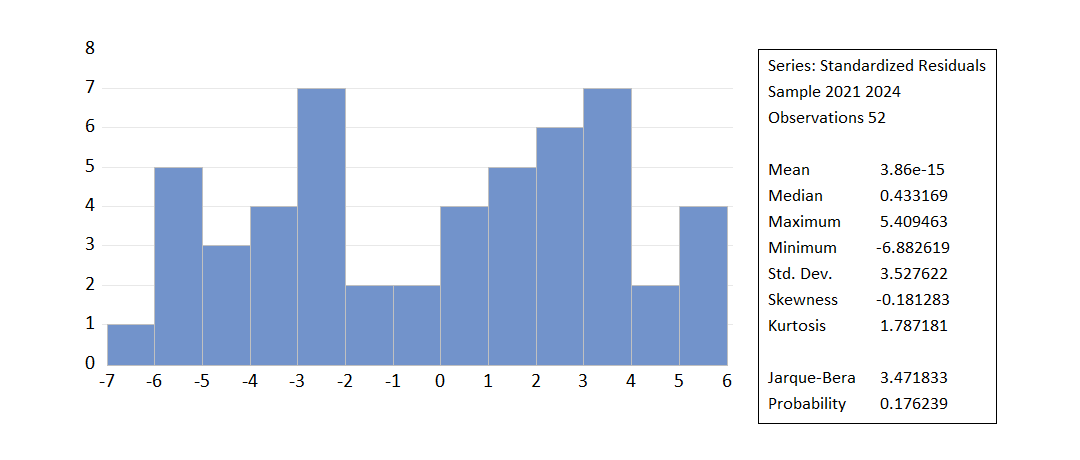 8
7
6
5
4
3
2
1
0
-7 -6 -5 -4 -3 -2 -1 0 1 2 3 4 5 6
Series: Standardized Residuals
Sample 2021 2024
Observations 52
Mean 3.86e-15
Median 0.433169
Maximum 5.409463
Minimum -6.882619
Std. Dev. 3.527622
Skewness -0.181283
Kurtosis 1.787181
Jarque-Bera 3.471833
Probability 0.176239